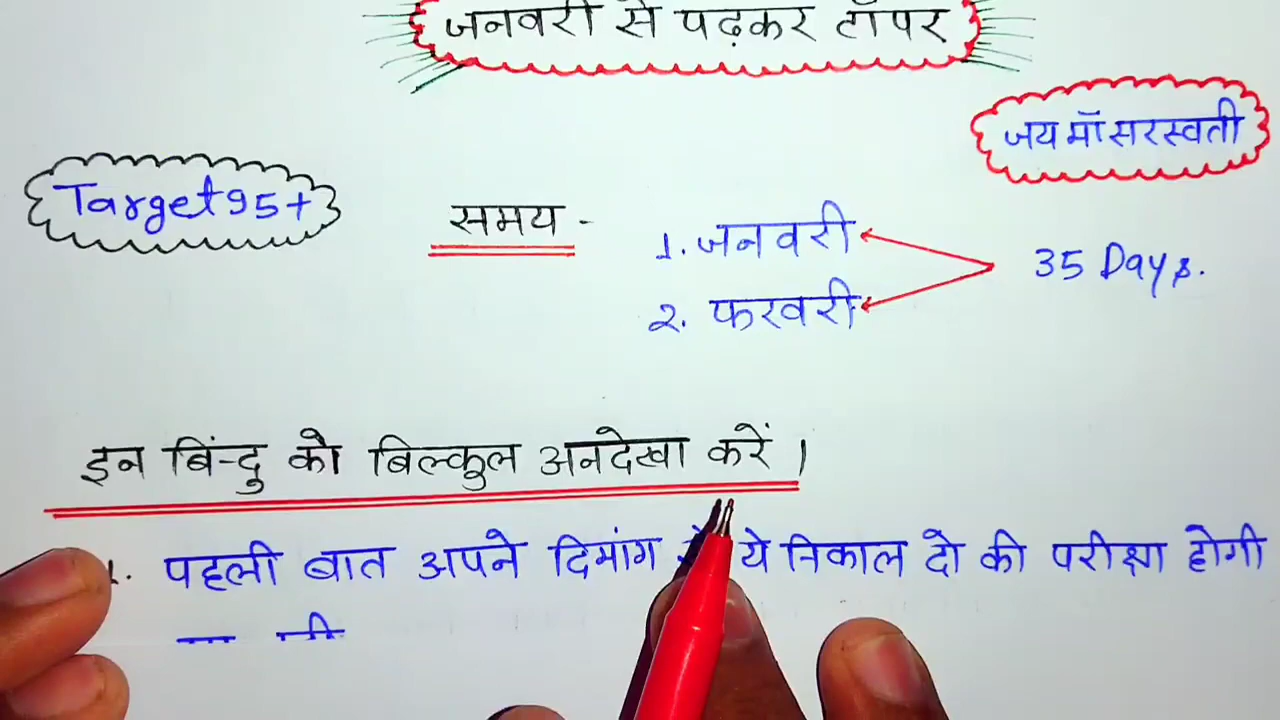 जनवरी से पढ़कर टॉपर
जय माँ सरस्वती
Target 95+
समय -
1. जनवरी
2. फरवरी
35 Days.
इन बिंन्दु को बिल्कुल अनदेखा करें।
1. पहली बात अपने दिमांग ये निकाल दो की परीक्षा होगी